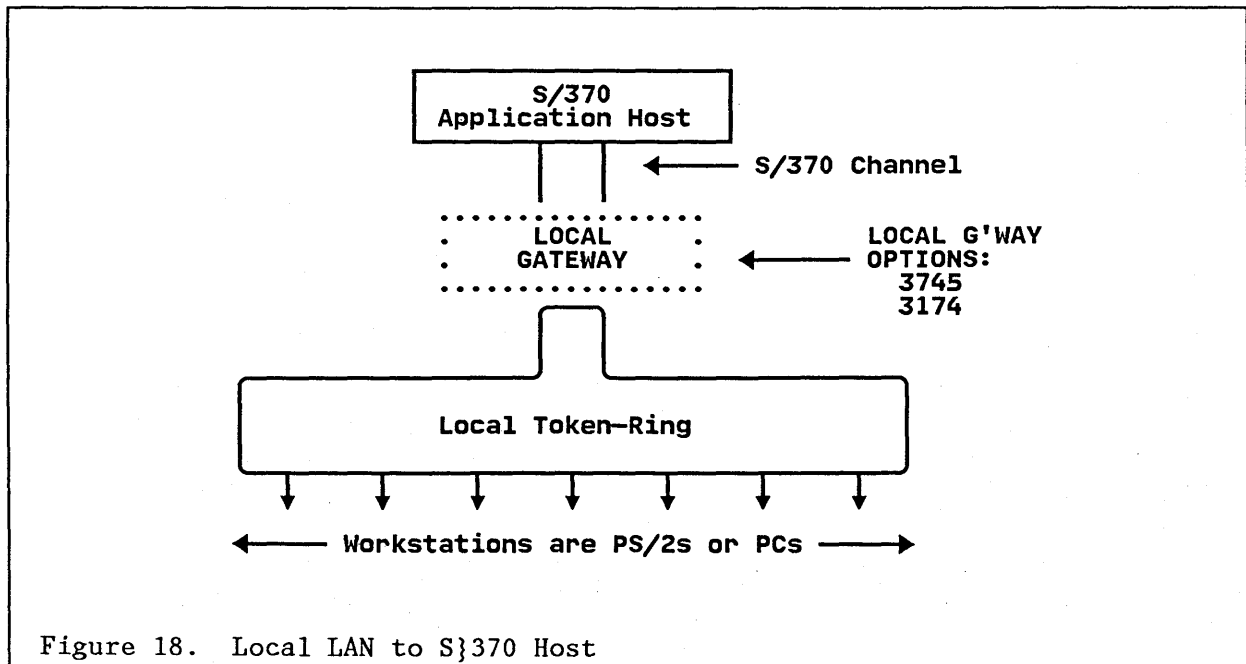 S/370
Application Host
S/370 Channel
LOCAL
GATEWAY
LOCAL G'WAY
OPTIONS:
3745
3174
Local Token-Ring
Workstations are PS/2s or PCs
Figure 18. Local LAN to S}370 Host